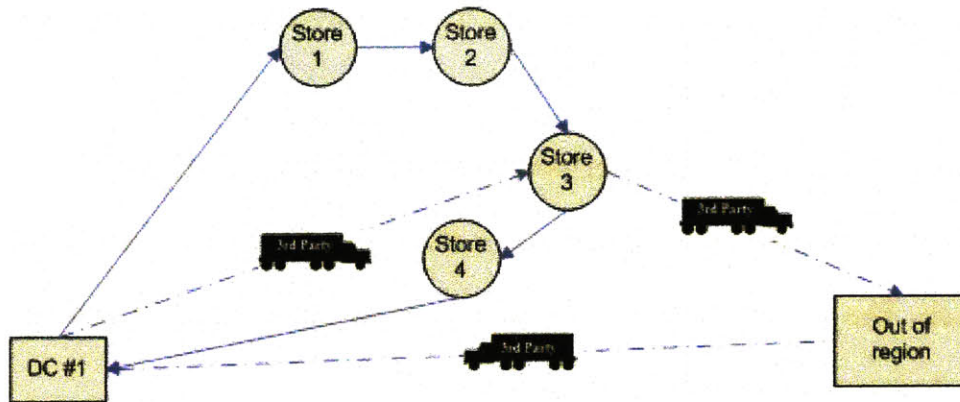 Store
1
Store
2
Store
3
3rd Party
3rd Party
Store
4
Out of
region
3rd Party
DC #1